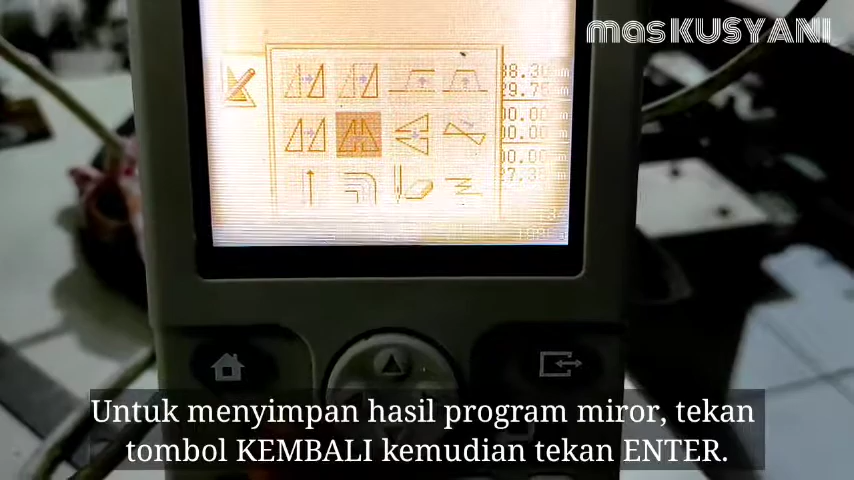 masKUSYANI
Untuk menyimpan hasil program miror, tekan
tombol KEMBALI kemudian tekan ENTER.